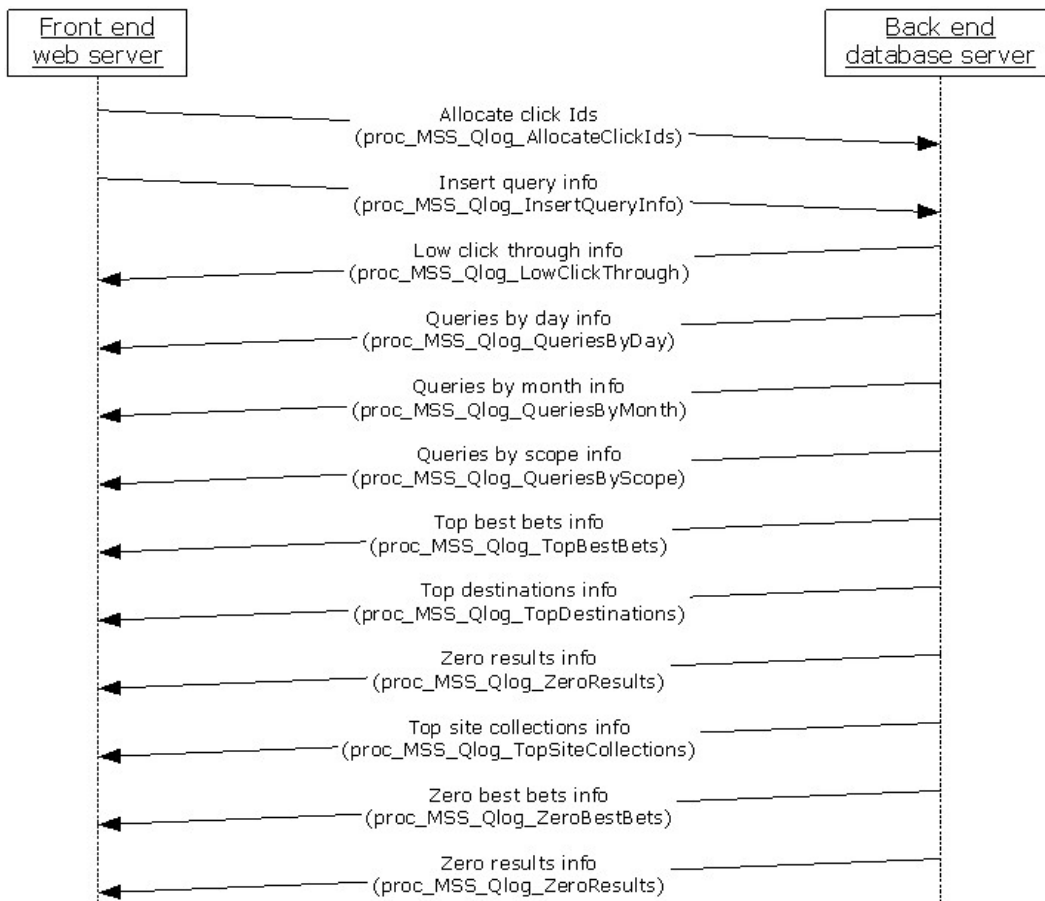 Front end
web server
Back end
database server
Allocate click Ids
(proc_MSS_Qlog_AllocateClickIds)
Insert query info
(proc_MSS_Qlog_InsertQueryInfo)
Low click through info
(proc_MSS_Qlog_LowClickThrough)
Queries by day info
(proc_MSS_Qlog_QueriesByDay)
Queries by month info
(proc_MSS_Qlog_QueriesByMonth)
Queries by scope info
(proc_MSS_Qlog_QueriesByScope)
Top best bets info
(proc_MSS_Qlog_TopBestBets)
Top destinations info
(proc_MSS_Qlog_TopDestinations)
Zero results info
(proc_MSS_Qlog_ZeroResults)
Top site collections info
(proc_MSS_Qlog_TopSiteCollections)
Zero best bets info
(proc_MSS_Qlog_ZeroBestBets)
Zero results info
(proc_MSS_Qlog_ZeroResults)